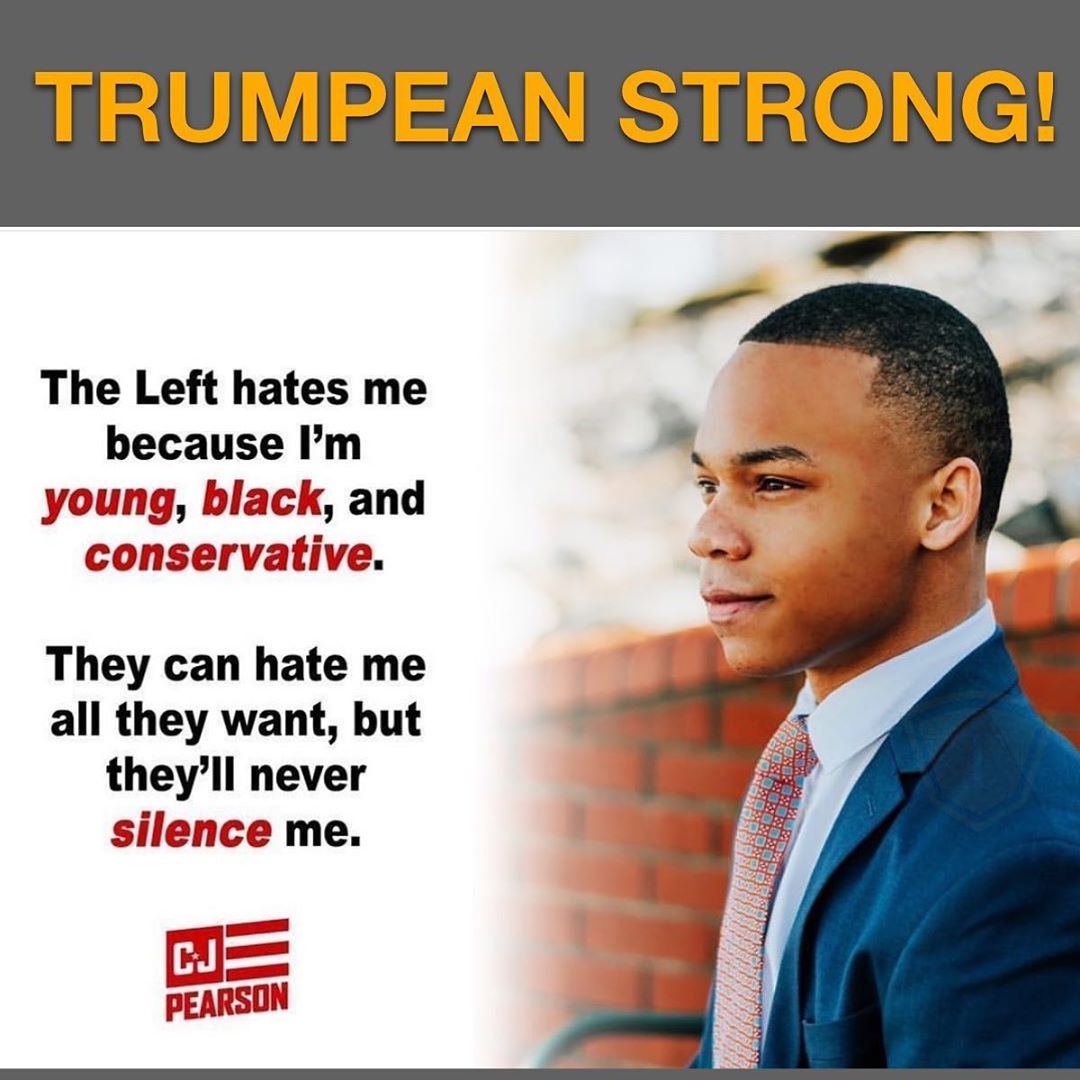 TRUMPEAN STRONG!
The Left hates me
because I'm
young, black, and
conservative.
They can hate me
all they want, but
they'll never
silence me.
CJ
PEARSON